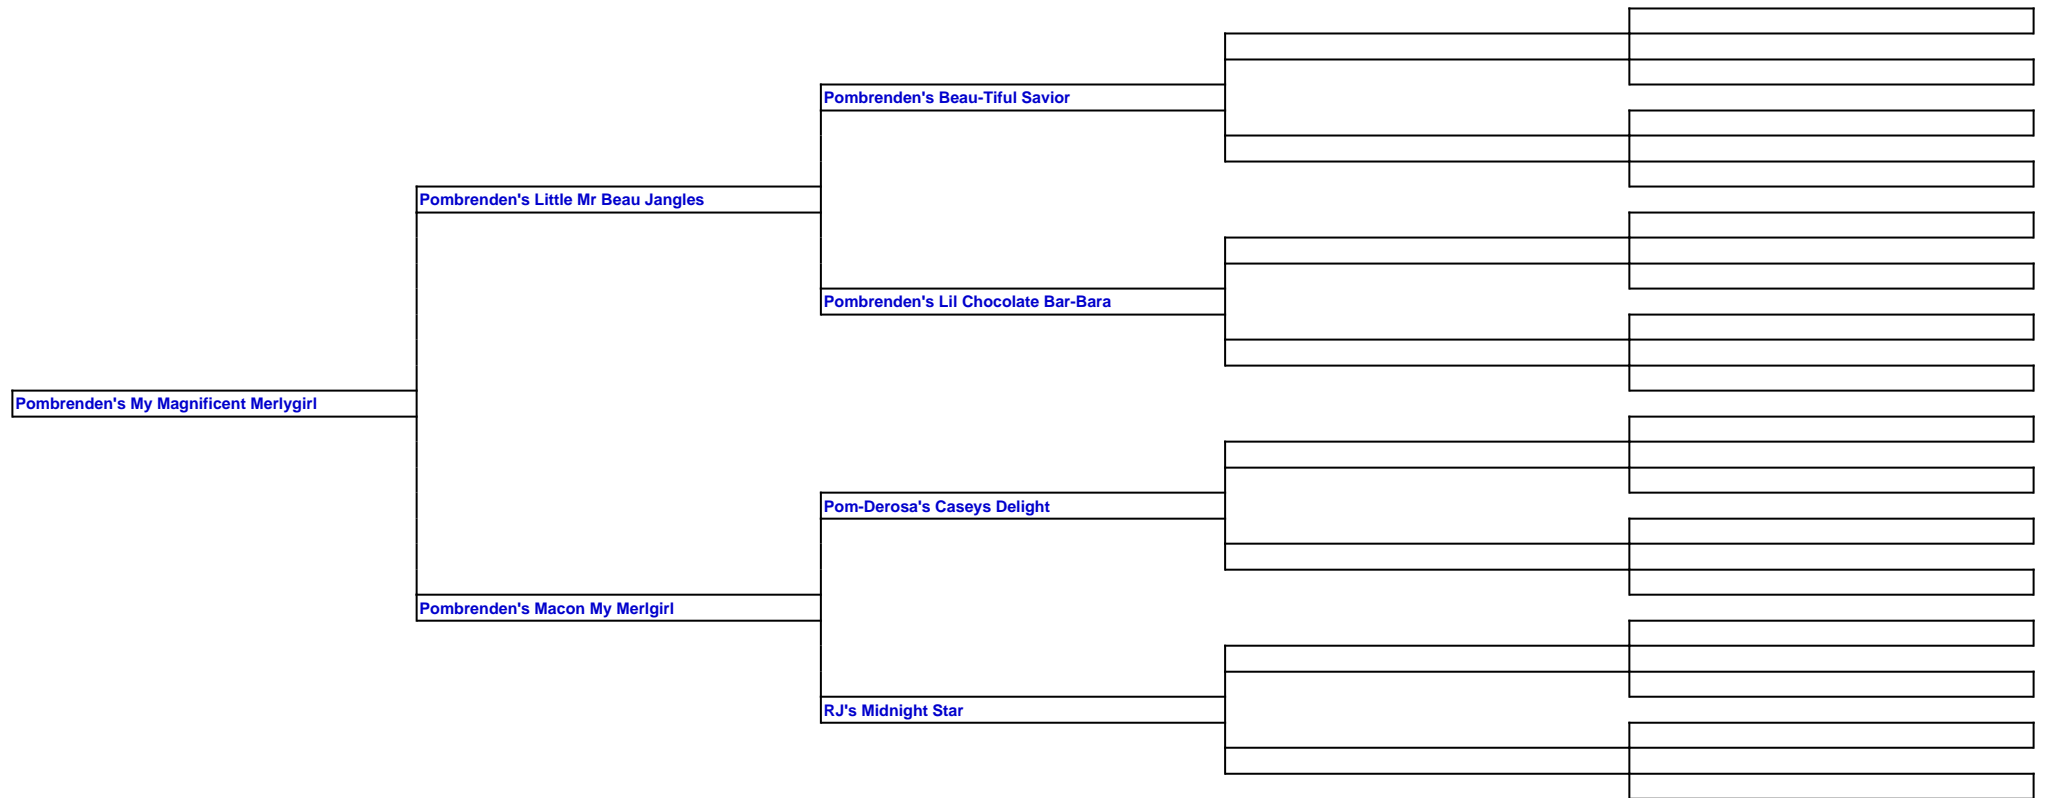 Pombrenden's Beau-Tiful Savior
Pombrenden's Little Mr Beau Jangles
Pombrenden's Lil Chocolate Bar-Bara
Pombrenden's My Magnificent Merlygirl
Pom-Derosa's Caseys Delight
Pombrenden's Macon My Merlgirl
RJ's Midnight Star